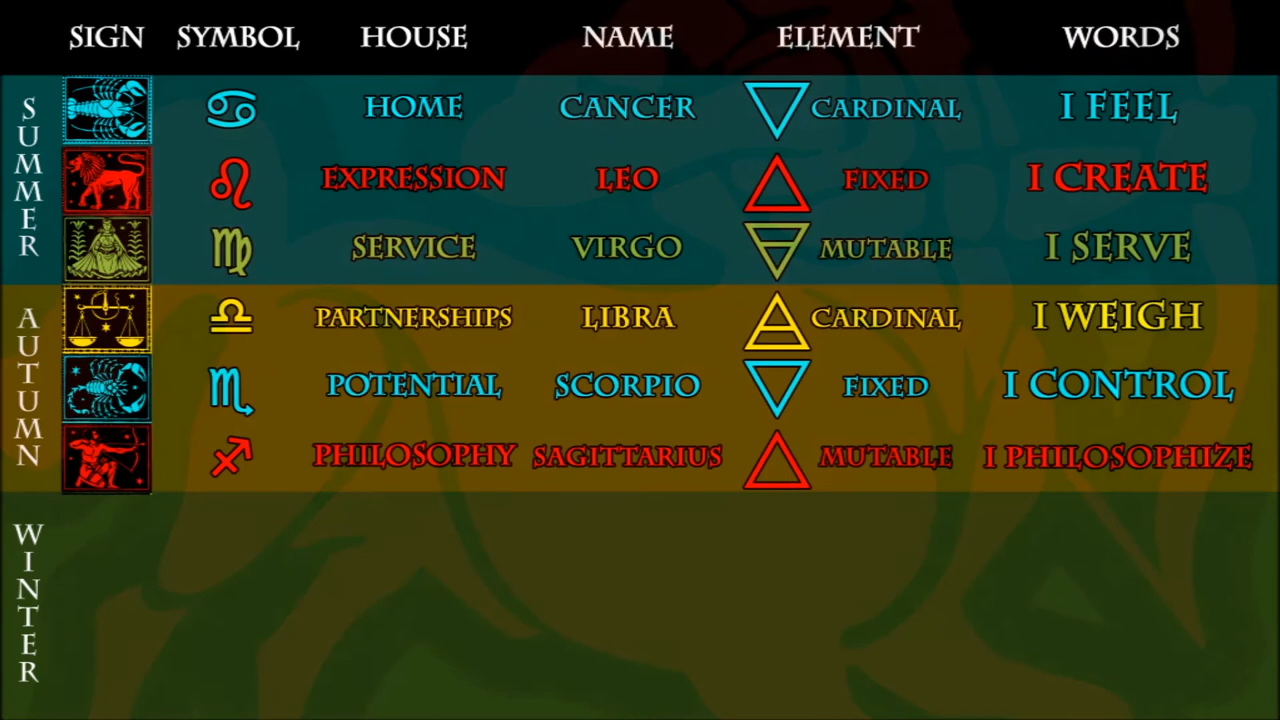 SIGN SYMBOL HOUSE NAME ELEMENT WORDS
SUMMER
♋ HOME CANCER CARDINAL I FEEL
♌ EXPRESSION LEO FIXED I CREATE
♍ SERVICE VIRGO MUTABLE I SERVE
AUTUMN
♎ PARTNERSHIPS LIBRA CARDINAL I WEIGH
♏ POTENTIAL SCORPIO FIXED I CONTROL
♐ PHILOSOPHY SAGITTARIUS MUTABLE I PHILOSOPHIZE
WINTER